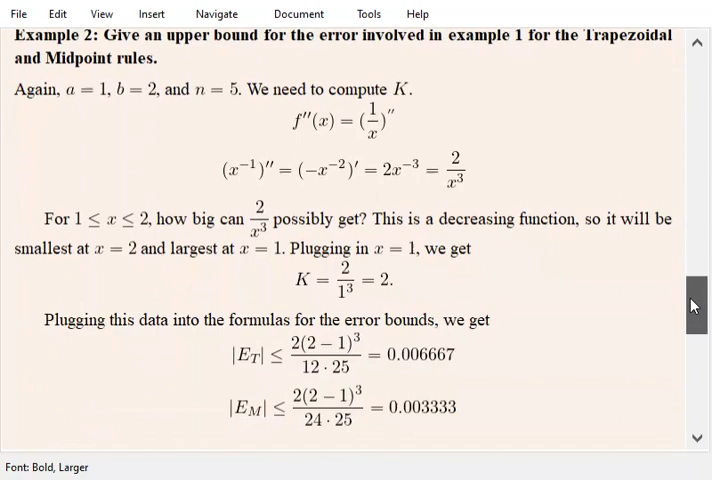 File Edit View Insert Navigate Document Tools Help
Example 2: Give an upper bound for the error involved in example 1 for the Trapezoidal
and Midpoint rules.
Again, a = 1, b = 2, and n = 5. We need to compute K.
f''(x) = (1/x)''
(x^{-1})'' = (-x^{-2})' = 2x^{-3} = 2/x^3
For 1 ≤ x ≤ 2, how big can 2/x^3 possibly get? This is a decreasing function, so it will be
smallest at x = 2 and largest at x = 1. Plugging in x = 1, we get
K = 2/1^3 = 2.
Plugging this data into the formulas for the error bounds, we get
|E_T| ≤ 2(2 − 1)^3/(12 · 25) = 0.006667
|E_M| ≤ 2(2 − 1)^3/(24 · 25) = 0.003333
Font: Bold, Larger